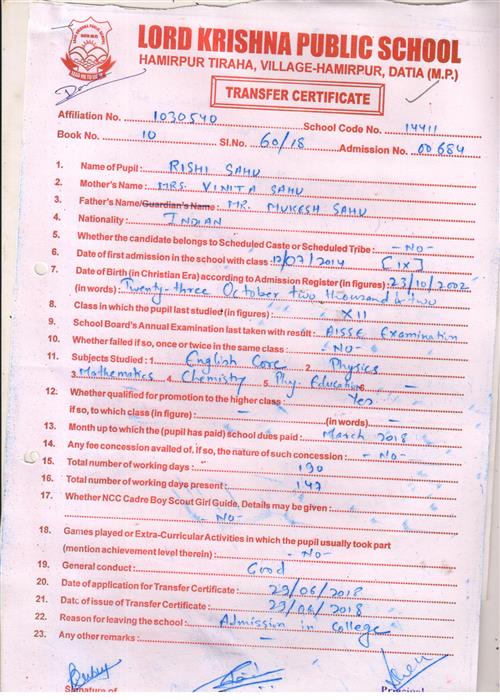 LORD KRISHNA PUBLIC SCHOOL
HAMIRPUR TIRAHA, VILLAGE-HAMIRPUR, DATIA (M.P.)
TRANSFER CERTIFICATE
Affiliation No. 1030540 School Code No. 14411
Book No. 10 Sl.No. 60/18 Admission No. 00684
1. Name of Pupil : RISHI SAHU
2. Mother's Name : MRS. VINITA SAHU
3. Father's Name/Guardian's Name : MR. MUKESH SAHU
4. Nationality : INDIAN
5. Whether the candidate belongs to Scheduled Caste or Scheduled Tribe : -NO-
6. Date of first admission in the school with class : 12/07/2014 [IX]
7. Date of Birth (in Christian Era) according to Admission Register (in figures) : 23/10/2002
(in words) : Twenty-three October two thousand & two
8. Class in which the pupil last studied (in figures) : XII
9. School Board's Annual Examination last taken with result : AISSE Examination
10. Whether failed if so, once or twice in the same class : -NO-
11. Subjects Studied : 1. English Core 2. Physics
3. Mathematics 4. Chemistry 5. Phy. Education 6. -
12. Whether qualified for promotion to the higher class : Yes
If so, to which class (in figure) : - (in words) -
13. Month up to which the (pupil has paid) school dues paid : March 2018
14. Any fee concession availed of. if so, the nature of such concession : -NO-
15. Total number of working days : 190
16. Total number of working days present : 147
17. Whether NCC Cadre Boy Scout Girl Guide, Details may be given :
-NO-
18. Games played or Extra-Curricular Activities in which the pupil usually took part
(mention achievement level therein) : -NO-
19. General conduct : Good
20. Date of application for Transfer Certificate : 23/06/2018
21. Date of issue of Transfer Certificate : 23/06/2018
22. Reason for leaving the school : Admission in college
23. Any other remarks : -
Signature of Principal